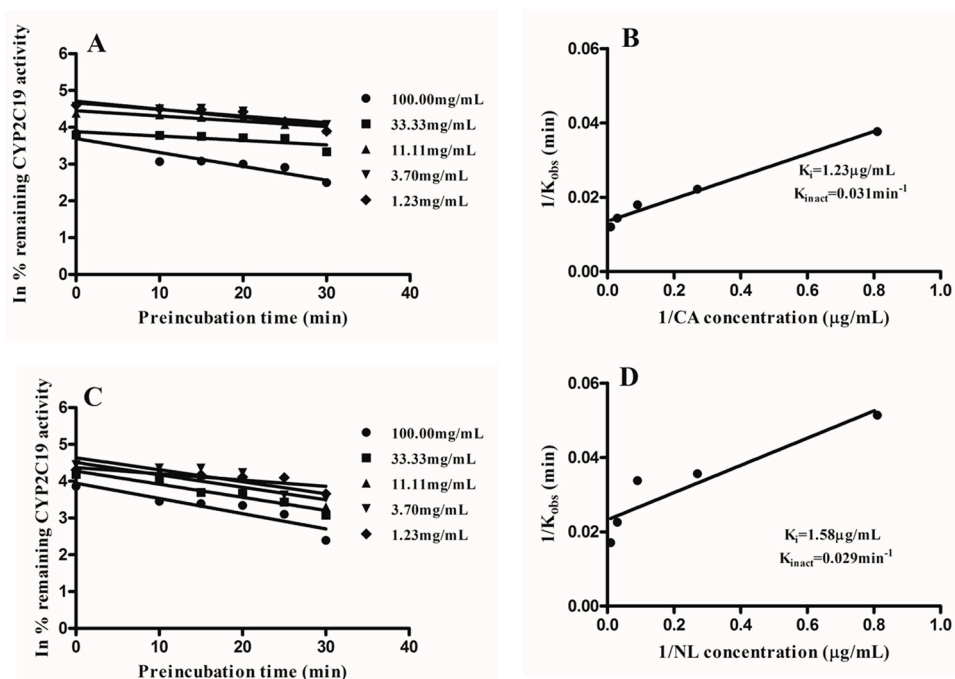 A
ln % remaining CYP2C19 activity
6
5
4
3
2
1
0
0 10 20 30 40
Preincubation time (min)
100.00mg/mL
33.33mg/mL
11.11mg/mL
3.70mg/mL
1.23mg/mL
B
1/Kobs (min)
0.06
0.04
0.02
0.00
0.0 0.2 0.4 0.6 0.8 1.0
1/CA concentration (μg/mL)
Ki=1.23μg/mL
Kinact=0.031min-1
C
ln % remaining CYP2C19 activity
6
5
4
3
2
1
0
0 10 20 30 40
Preincubation time (min)
100.00mg/mL
33.33mg/mL
11.11mg/mL
3.70mg/mL
1.23mg/mL
D
1/Kobs (min)
0.06
0.04
0.02
0.00
0.0 0.2 0.4 0.6 0.8 1.0
1/NL concentration (μg/mL)
Ki=1.58μg/mL
Kinact=0.029min-1